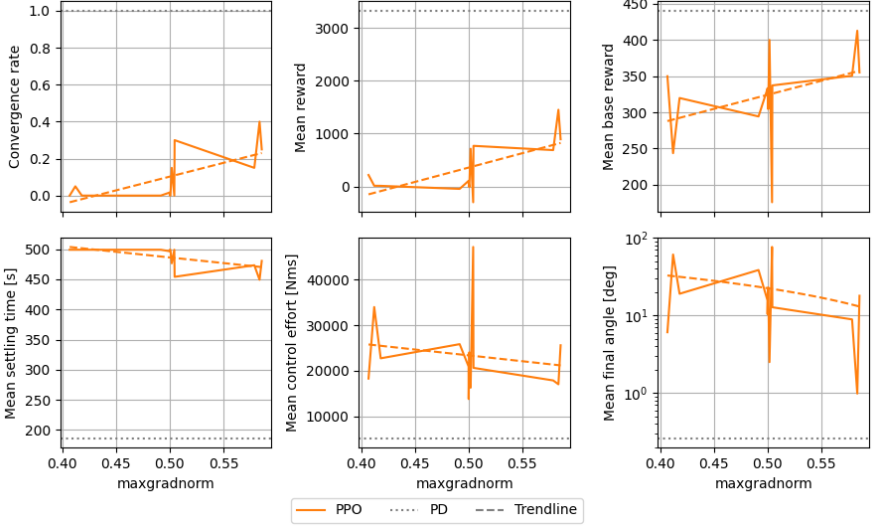 Convergence rate
1.0
0.8
0.6
0.4
0.2
0.0
Mean reward
3000
2000
1000
0
Mean base reward
450
400
350
300
250
200
Mean settling time [s]
500
450
400
350
300
250
200
0.40 0.45 0.50 0.55
maxgradnorm
Mean control effort [Nms]
40000
30000
20000
10000
0.40 0.45 0.50 0.55
maxgradnorm
Mean final angle [deg]
10²
10¹
10⁰
0.40 0.45 0.50 0.55
maxgradnorm
PPO PD Trendline